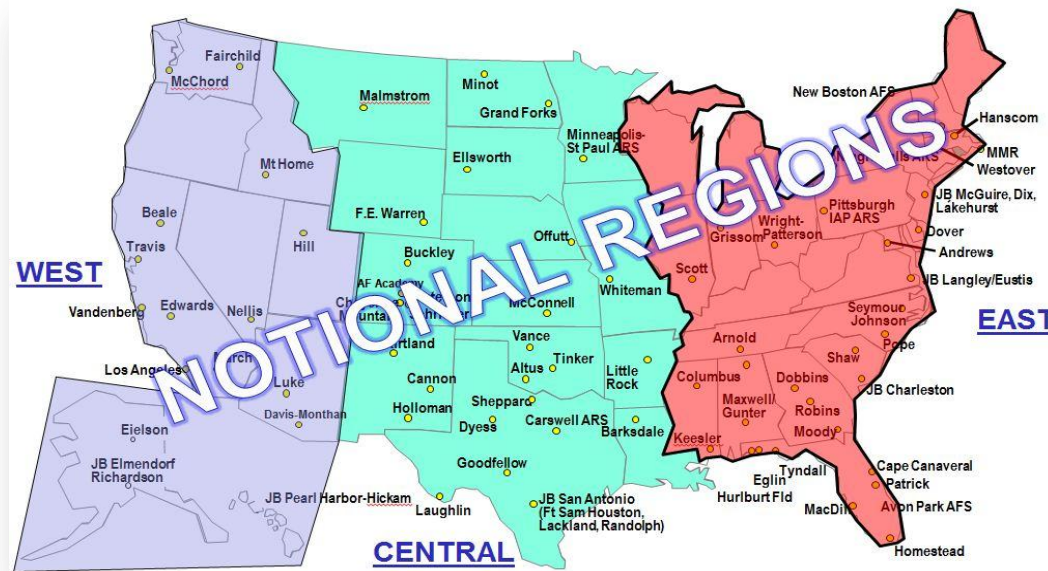 Fairchild
McChord
Malmstrom
Minot
Grand Forks
Minneapolis-
St Paul ARS
New Boston AFS
Hanscom
MMR
Westover
Mt Home
Ellsworth
Pittsburgh
IAP ARS
JB McGuire, Dix,
Lakehurst
Beale
F.E. Warren
Offutt
Grissom
Wright-
Patterson
Dover
Andrews
Travis
Hill
Buckley
WEST
AF Academy
Whiteman
Scott
JB Langley/Eustis
Vandenberg
Edwards
Nellis
McConnell
Seymour
Johnson
EAST
Pope
NOTIONAL REGIONS
Vance
Arnold
Shaw
Los Angeles
March
Tinker
Altus
Little
Rock
Columbus
Dobbins
JB Charleston
Luke
Cannon
Maxwell/
Gunter
Robins
Davis-Monthan
Holloman
Sheppard
Dyess
Carswell ARS
Barksdale
Keesler
Moody
Eielson
JB Elmendorf
Richardson
Goodfellow
Tyndall
Eglin
Hurlburt Fld
Cape Canaveral
Patrick
JB Pearl Harbor-Hickam
Laughlin
JB San Antonio
(Ft Sam Houston,
Lackland, Randolph)
Avon Park AFS
CENTRAL
Homestead